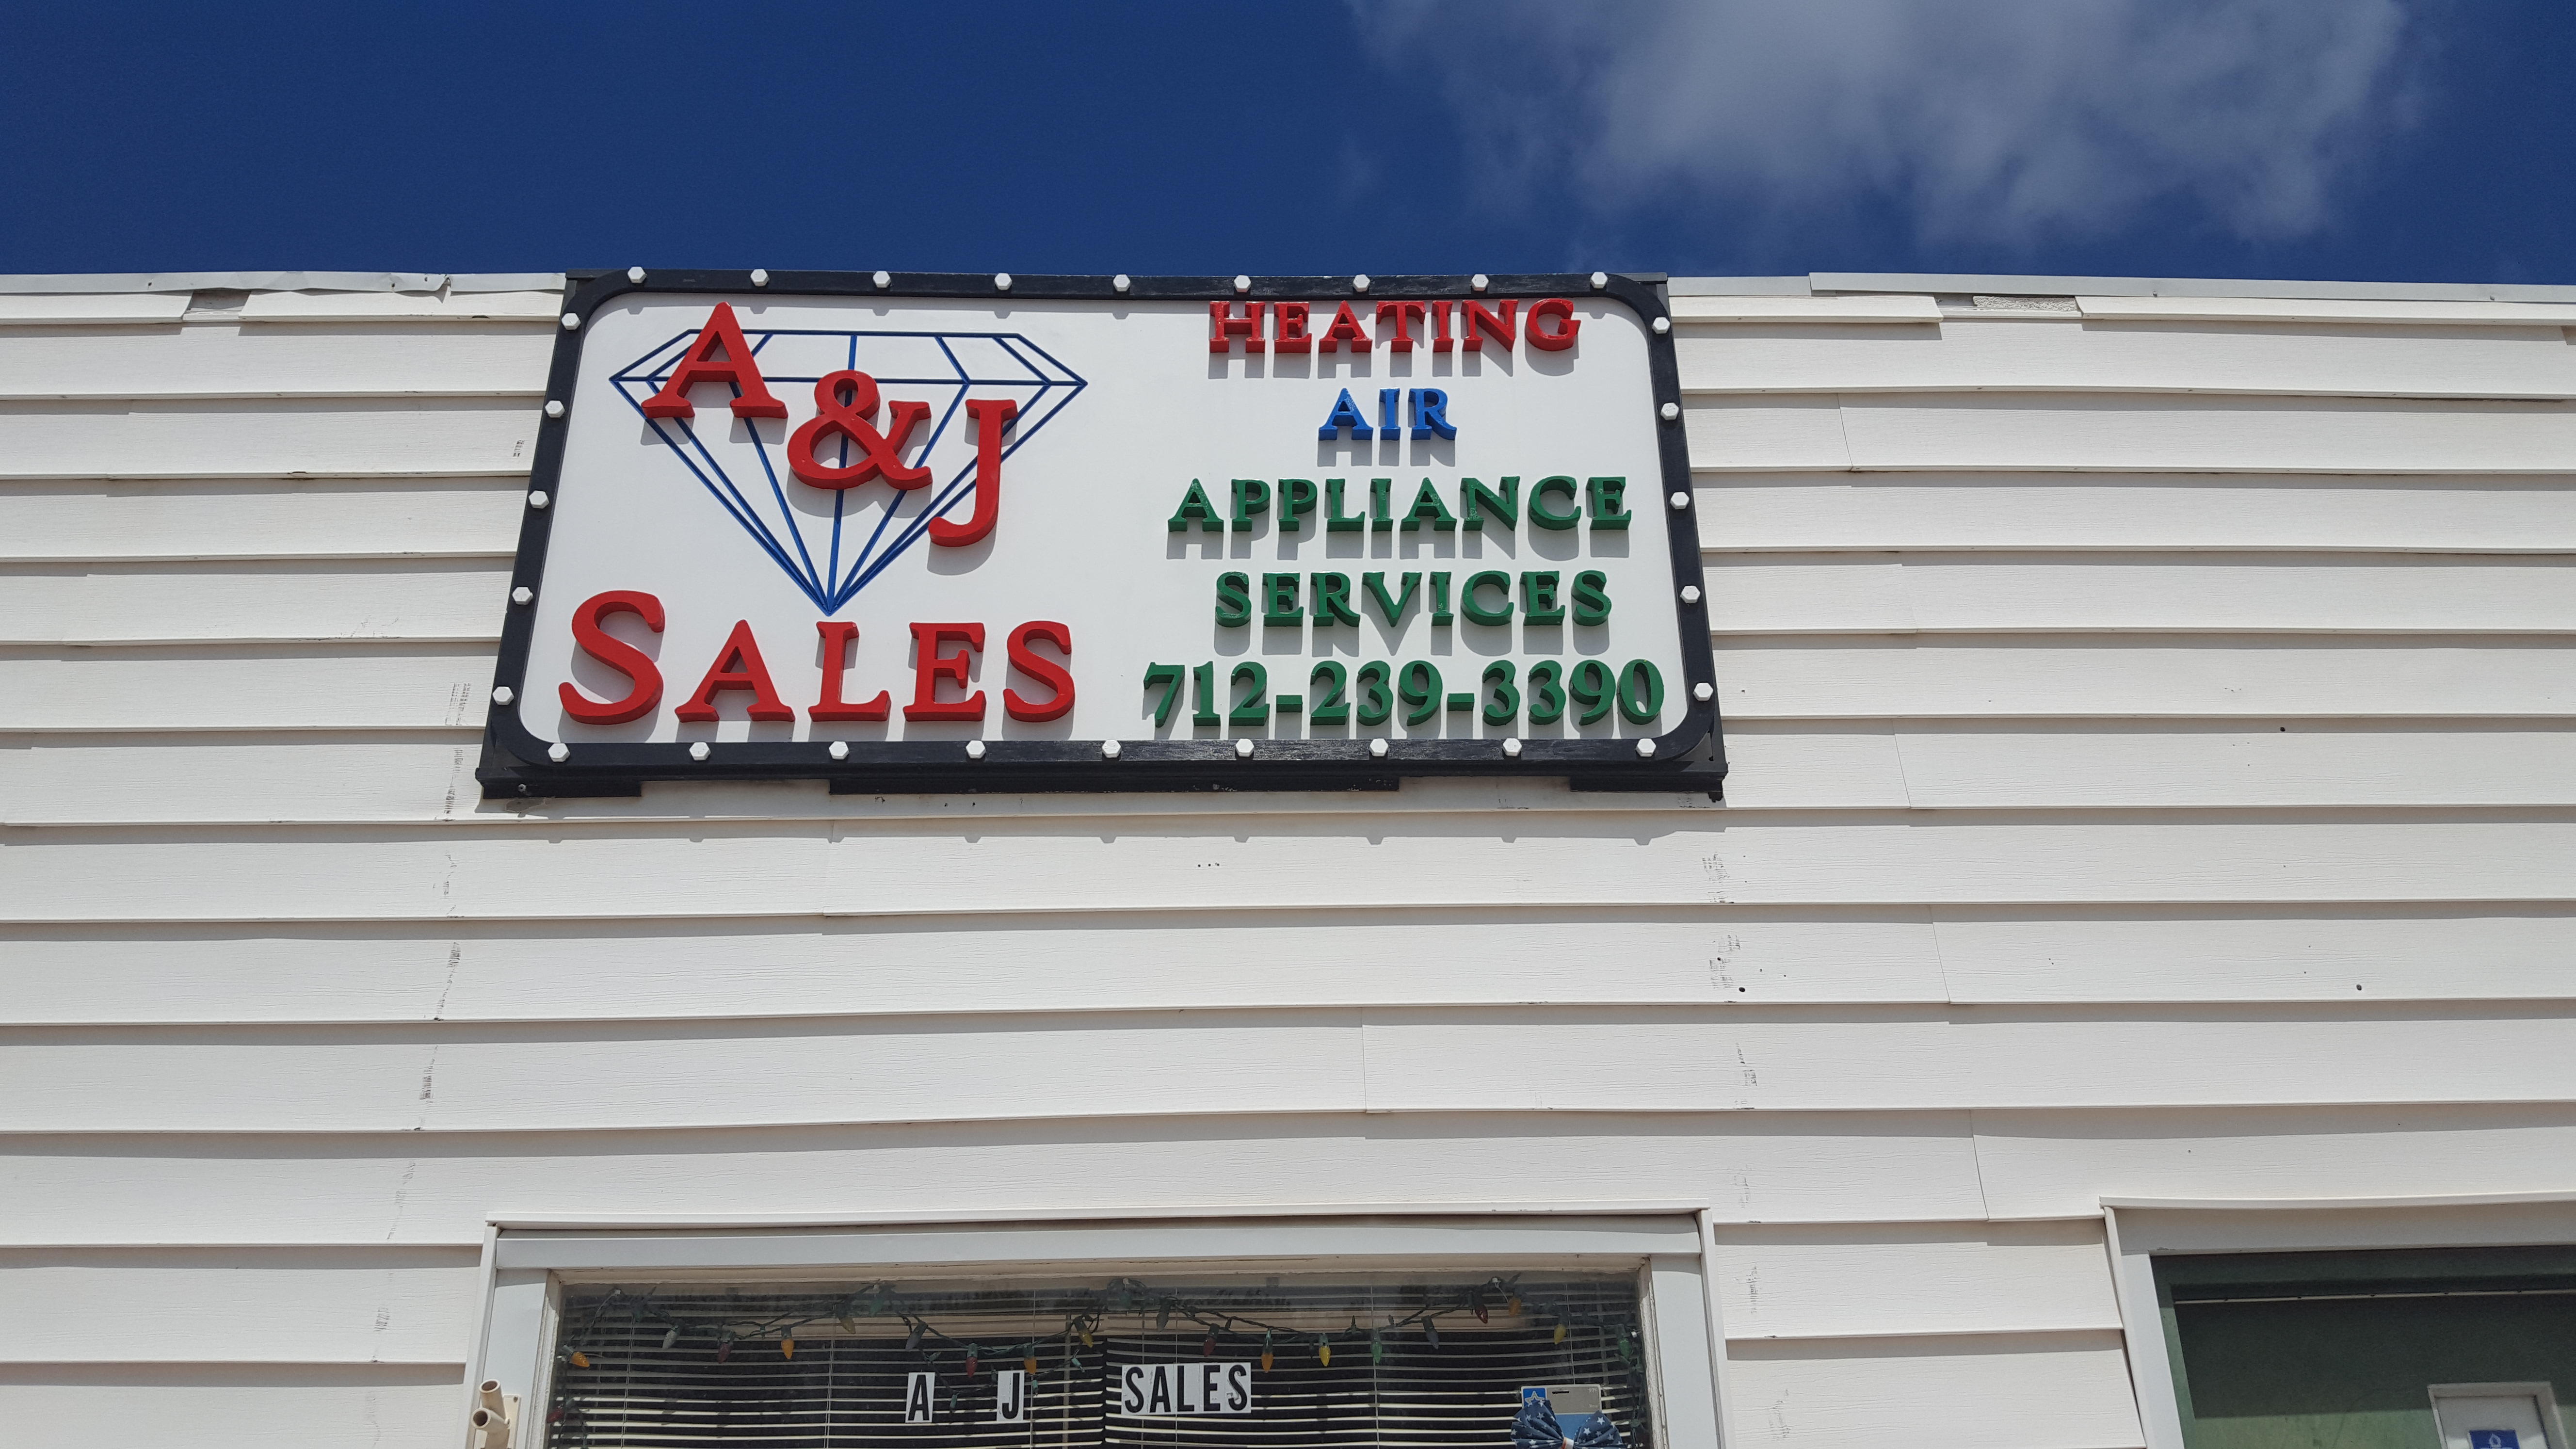 A&J
SALES
HEATING
AIR
APPLIANCE
SERVICES
712-239-3390
A J SALES